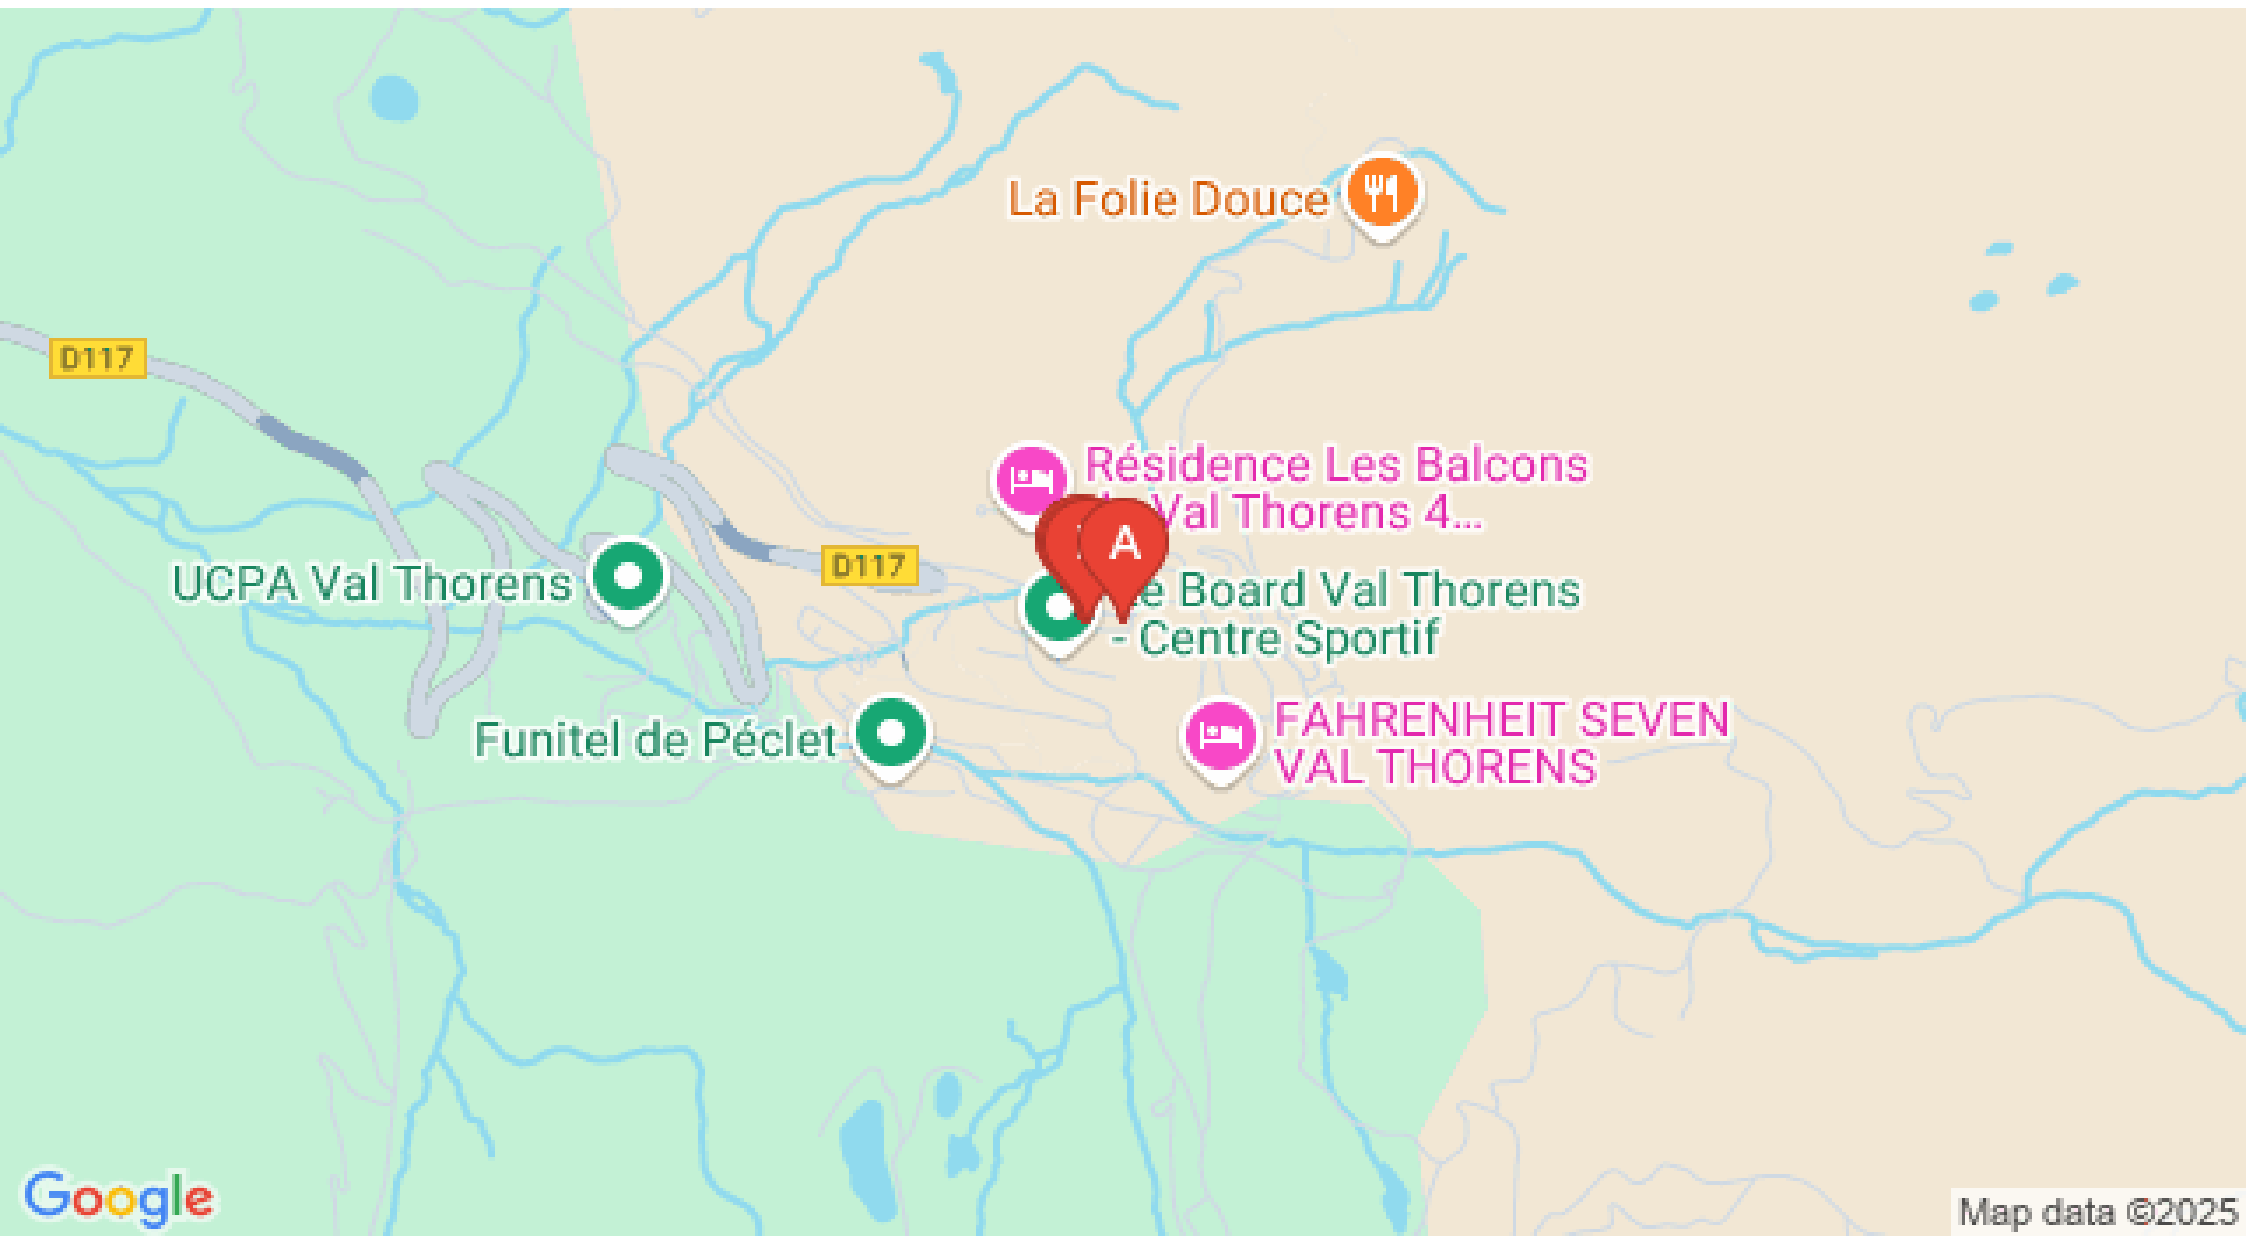 La Folie Douce
D117
Résidence Les Balcons
Val Thorens 4...
A
D117
UCPA Val Thorens
Board Val Thorens
- Centre Sportif
Funitel de Péclet
FAHRENHEIT SEVEN
VAL THORENS
Google
Map data ©2025